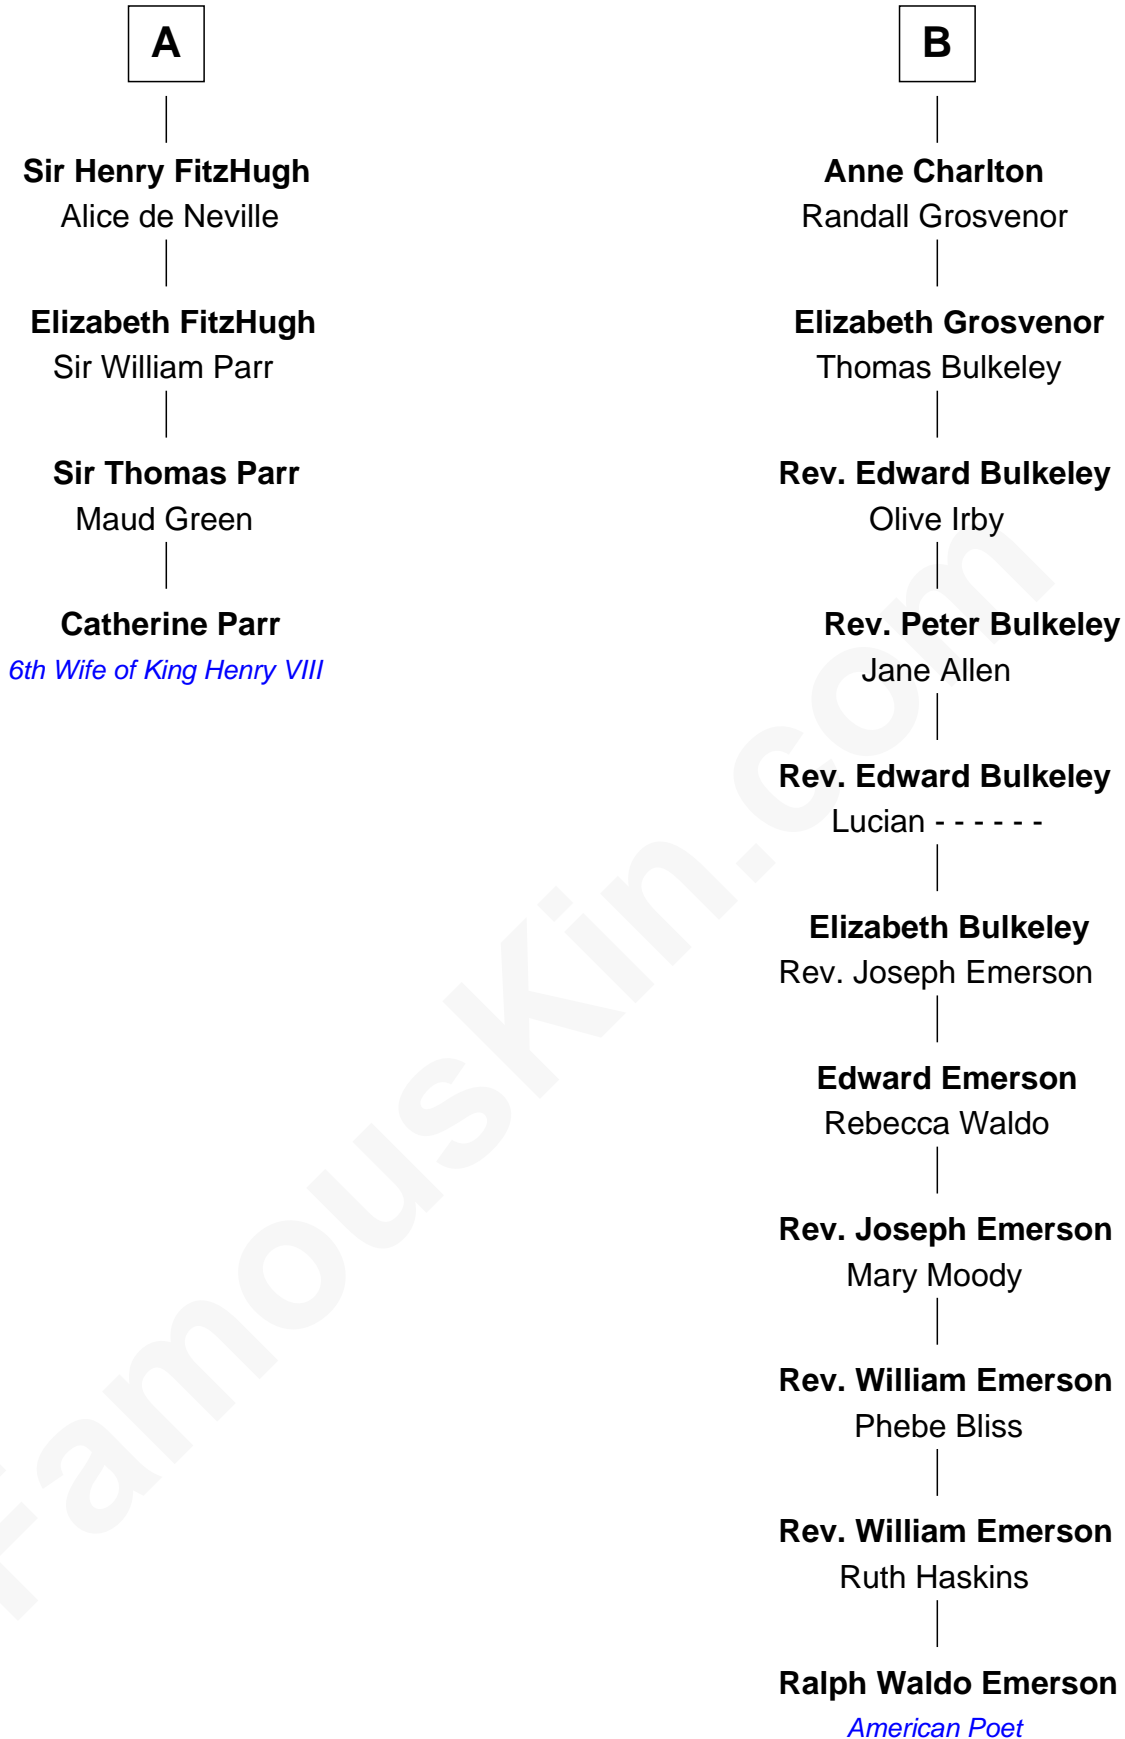 A
Sir Henry FitzHugh
Alice de Neville
Elizabeth FitzHugh
Sir William Parr
Sir Thomas Parr
Maud Green
Catherine Parr
6th Wife of King Henry VIII
B
Anne Charlton
Randall Grosvenor
Elizabeth Grosvenor
Thomas Bulkeley
Rev. Edward Bulkeley
Olive Irby
Rev. Peter Bulkeley
Jane Allen
Rev. Edward Bulkeley
Lucian - - - - - -
Elizabeth Bulkeley
Rev. Joseph Emerson
Edward Emerson
Rebecca Waldo
Rev. Joseph Emerson
Mary Moody
Rev. William Emerson
Phebe Bliss
Rev. William Emerson
Ruth Haskins
Ralph Waldo Emerson
American Poet
FamousKin.com